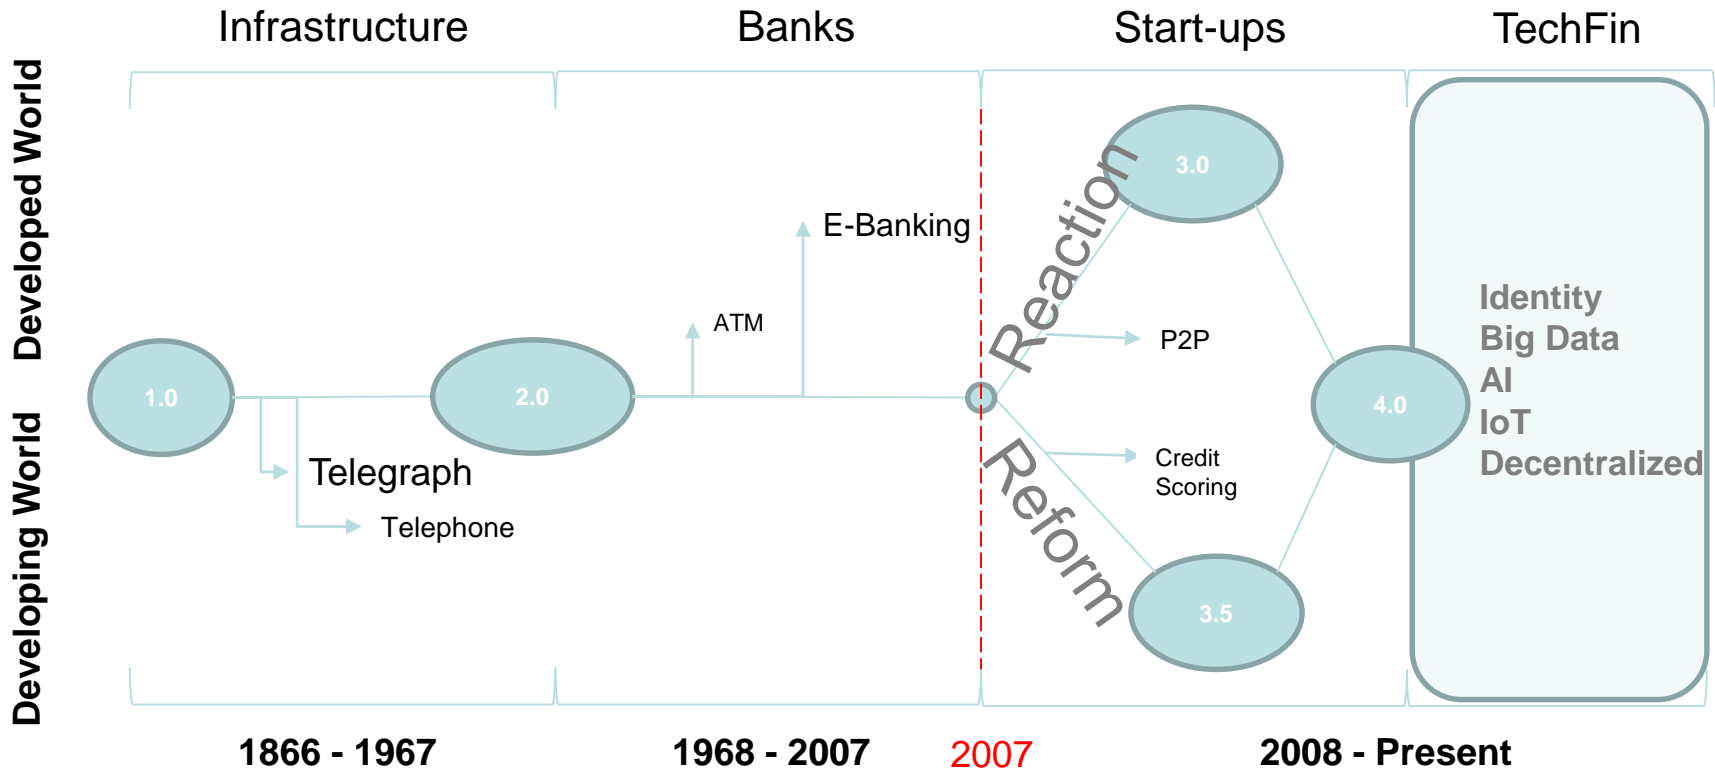 Infrastructure
Banks
Start-ups
TechFin
Developed World
Developing World
1.0
Telegraph
Telephone
2.0
ATM
E-Banking
Reaction
Reform
3.0
P2P
Credit
Scoring
3.5
4.0
Identity
Big Data
AI
IoT
Decentralized
1866 - 1967
1968 - 2007
2007
2008 - Present